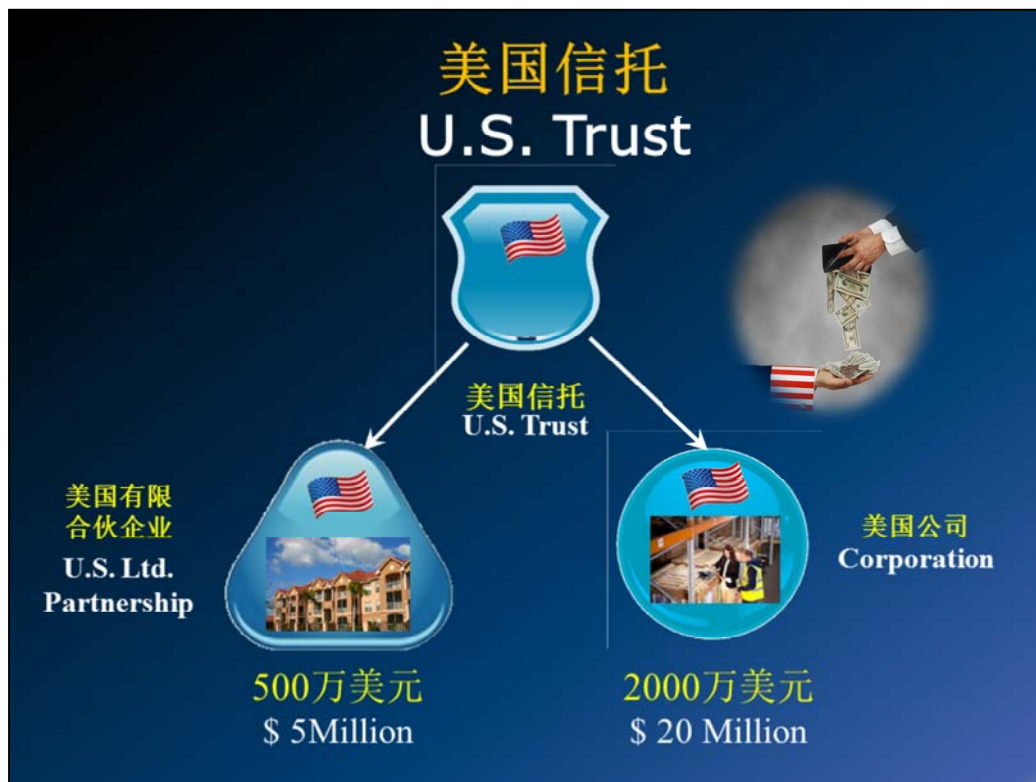 美国信托
U.S. Trust
美国信托
U.S. Trust
美国有限
合伙企业
U.S. Ltd.
Partnership
美国公司
Corporation
500万美元
$ 5Million
2000万美元
$ 20 Million